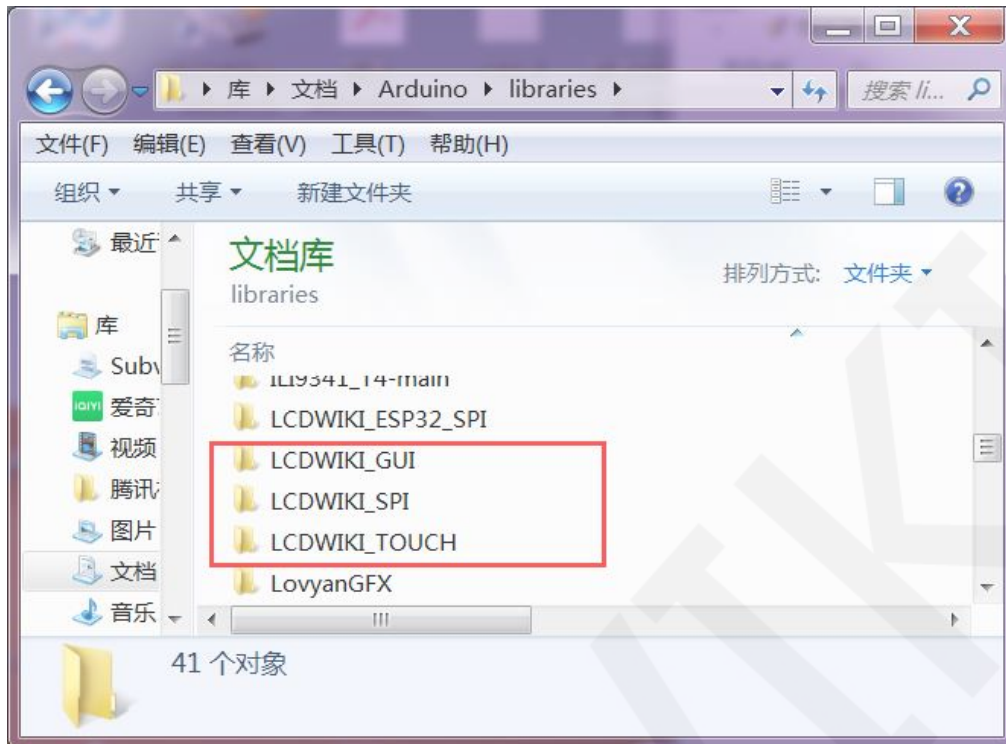 库 ▸ 文档 ▸ Arduino ▸ libraries ▸
搜索 li...
文件(F) 编辑(E) 查看(V) 工具(T) 帮助(H)
组织 共享 新建文件夹
文档库
libraries
排列方式: 文件夹
名称
最近
库
Subv
爱奇
视频
腾讯
图片
文档
音乐
ILI9341_T4-main
LCDWIKI_ESP32_SPI
LCDWIKI_GUI
LCDWIKI_SPI
LCDWIKI_TOUCH
LovyanGFX
41 个对象